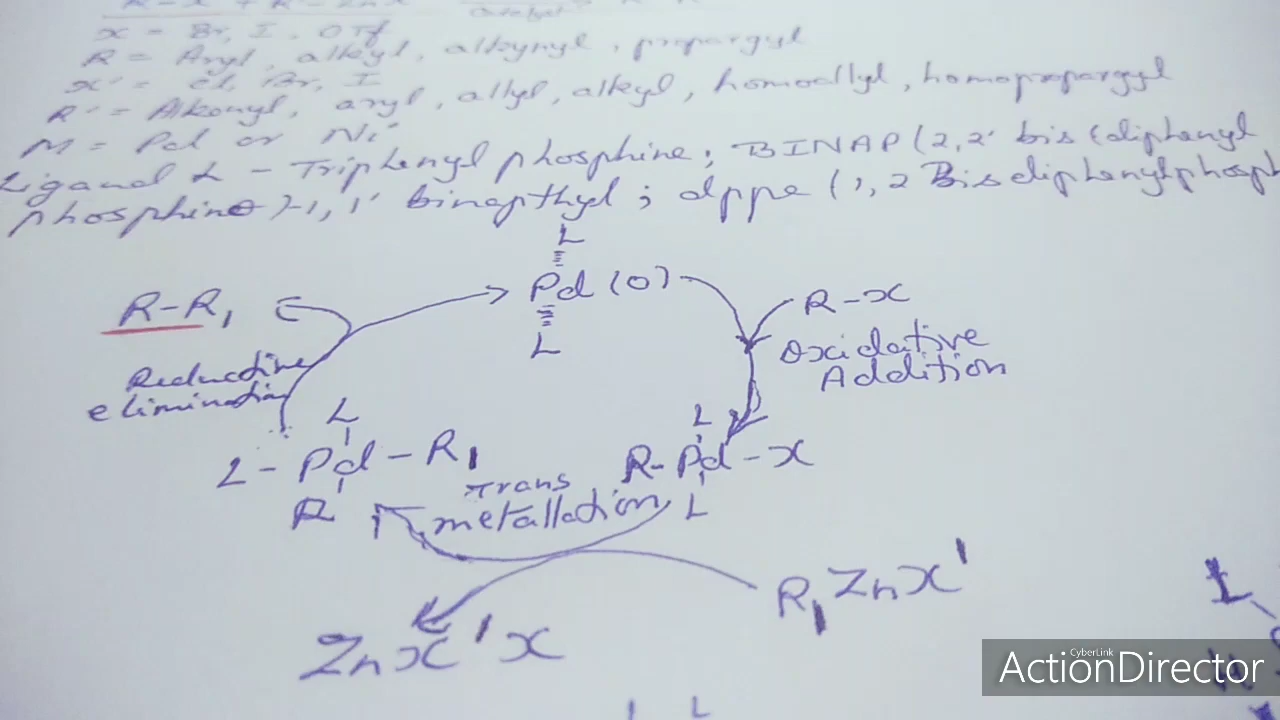 R-X + R'-ZnX
catalyst
X = Br, I, OTf
R = Aryl, alkyl, alkynyl, propargyl
X' = Cl, Br, I
R' = Alkenyl, aryl, allyl, alkyl, homoallyl, homopropargyl
M = Pd or Ni
Ligand L - Triphenyl phosphine; BINAP (2,2' bis (diphenyl
phosphino)-1,1' binapthyl; dppe (1,2 Bis diphenylphosph
L
Pd (0)
L
R-X
Oxidative
Addition
R-R1
Reductive
elimination
L
L - Pd - R1
R
L
R-Pd-X
L
Trans
metallation
R1ZnX'
ZnX'X
L
L
L
CyberLink
ActionDirector